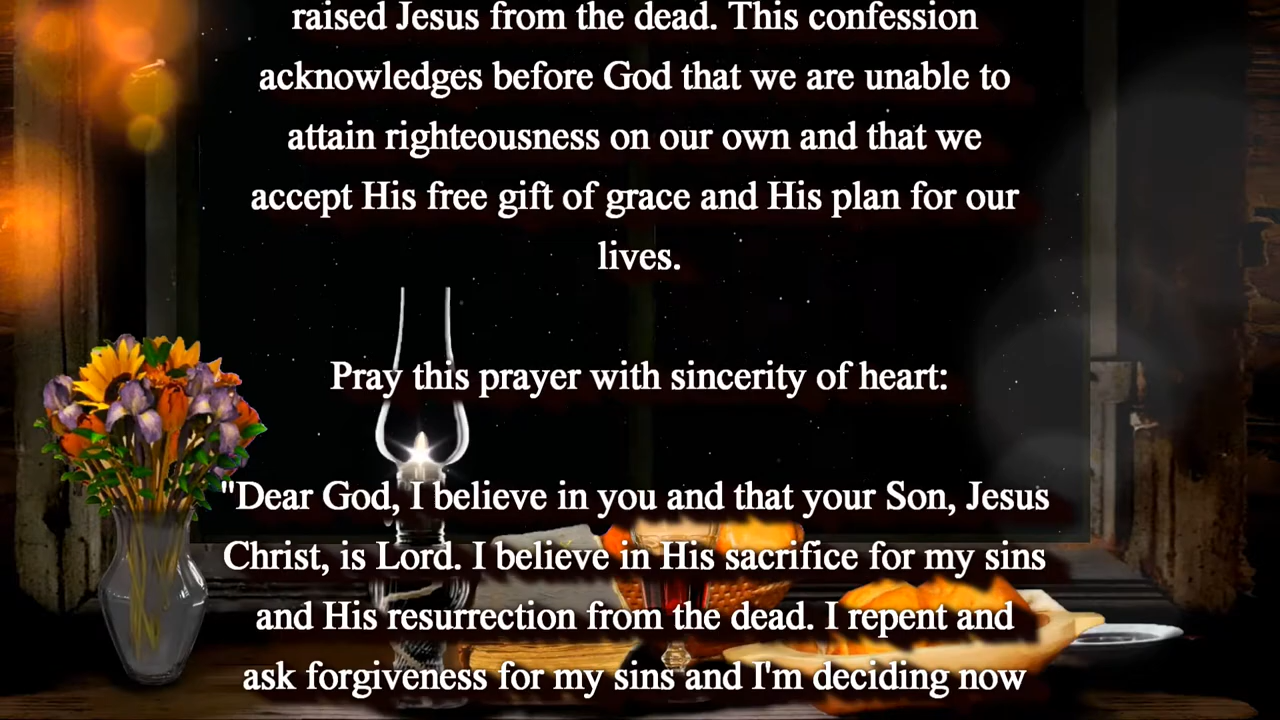 raised Jesus from the dead. This confession
acknowledges before God that we are unable to
attain righteousness on our own and that we
accept His free gift of grace and His plan for our
lives.
Pray this prayer with sincerity of heart:
"Dear God, I believe in you and that your Son, Jesus
Christ, is Lord. I believe in His sacrifice for my sins
and His resurrection from the dead. I repent and
ask forgiveness for my sins and I'm deciding now